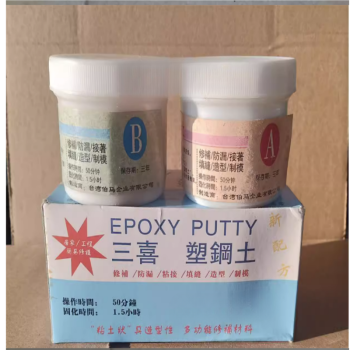 B
修補/防漏/接著
填縫/造型/制模
操作時間：50分鐘
固化時間：1.5小時
A
修補/防漏/接著
填縫/造型/制模
操作時間：50分鐘
固化時間：1.5小時
EPOXY PUTTY
三喜 塑鋼土
修補/防漏/粘接/填縫/造型/制模
操作時間： 50分鐘
固化時間： 1.5小時
"粘土狀"易造型性 多功能修補材料
新配方